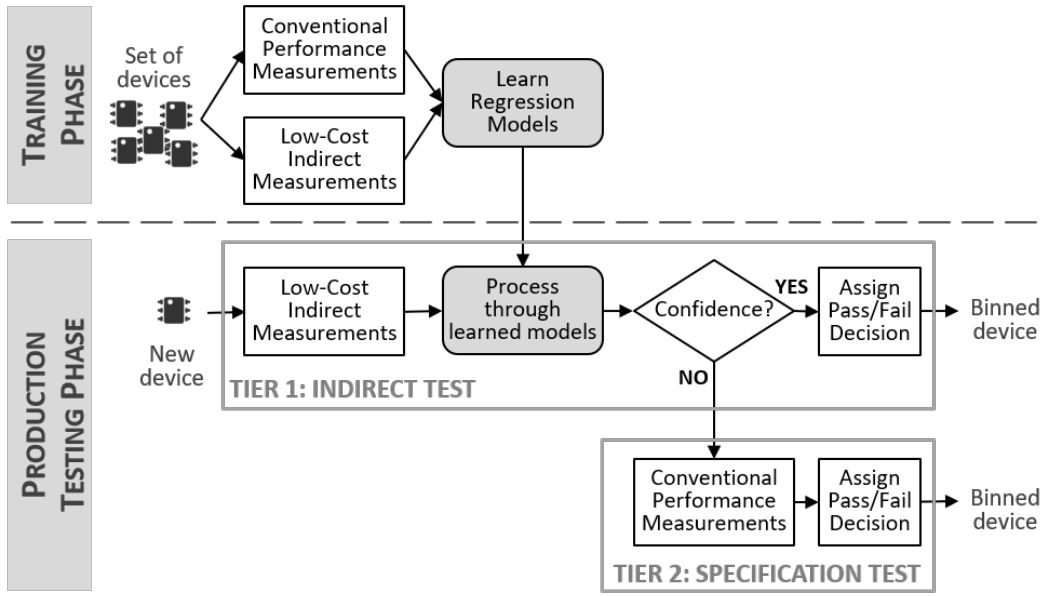 TRAINING
PHASE
Set of
devices
Conventional
Performance
Measurements
Low-Cost
Indirect
Measurements
Learn
Regression
Models
PRODUCTION
TESTING PHASE
New
device
Low-Cost
Indirect
Measurements
Process
through
learned models
Confidence?
YES
NO
Assign
Pass/Fail
Decision
Binned
device
TIER 1: INDIRECT TEST
Conventional
Performance
Measurements
Assign
Pass/Fail
Decision
Binned
device
TIER 2: SPECIFICATION TEST